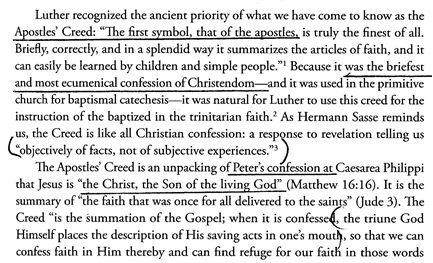 Luther recognized the ancient priority of what we have come to know as the
Apostles' Creed: "The first symbol, that of the apostles, is truly the finest of all.
Briefly, correctly, and in a splendid way it summarizes the articles of faith, and it
can easily be learned by children and simple people."¹ Because it was the briefest
and most ecumenical confession of Christendom—and it was used in the primitive
church for baptismal catechesis—it was natural for Luther to use this creed for the
instruction of the baptized in the trinitarian faith.² As Hermann Sasse reminds
us, the Creed is like all Christian confession: a response to revelation telling us
"objectively of facts, not of subjective experiences."³
The Apostles' Creed is an unpacking of Peter's confession at Caesarea Philippi
that Jesus is "the Christ, the Son of the living God" (Matthew 16:16). It is the
summary of "the faith that was once for all delivered to the saints" (Jude 3). The
Creed "is the summation of the Gospel; when it is confessed, the triune God
Himself places the description of His saving acts in one's mouth, so that we can
confess faith in Him thereby and can find refuge for our faith in those words